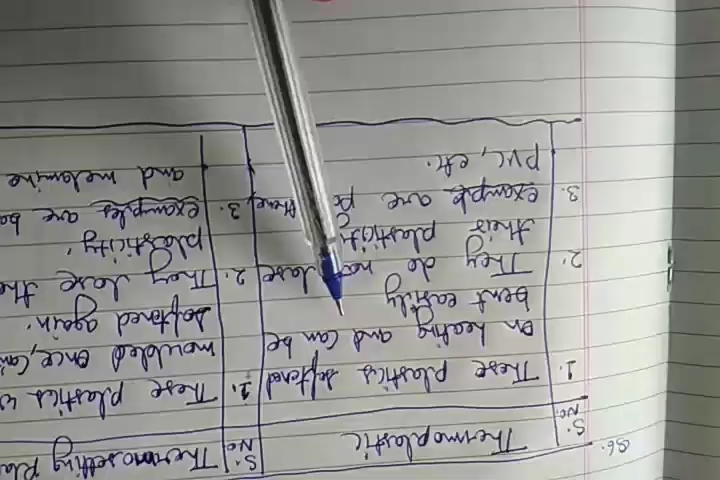 Q6.
S. No.
Thermoplastic
1. These plastics softened
on heating and can be
bent easily
2. They do lose
their plasticity
3. example are
PVC, etc.
S. No.
Thermosetting
1. These plastics
moulded once,
softened again.
2. They lose
plasticity.
3. examples are
and melamine